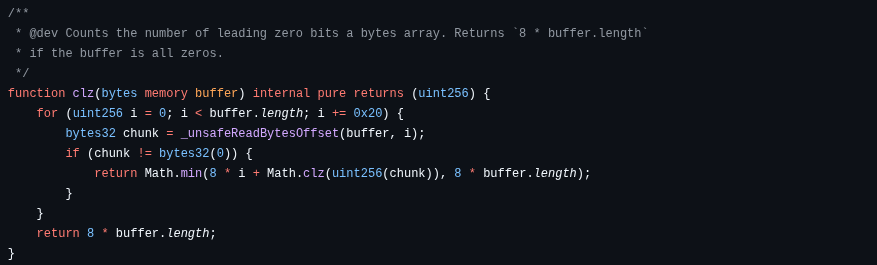 /**
 * @dev Counts the number of leading zero bits a bytes array. Returns `8 * buffer.length`
 * if the buffer is all zeros.
 */
function clz(bytes memory buffer) internal pure returns (uint256) {
    for (uint256 i = 0; i < buffer.length; i += 0x20) {
        bytes32 chunk = _unsafeReadBytesOffset(buffer, i);
        if (chunk != bytes32(0)) {
            return Math.min(8 * i + Math.clz(uint256(chunk)), 8 * buffer.length);
        }
    }
    return 8 * buffer.length;
}